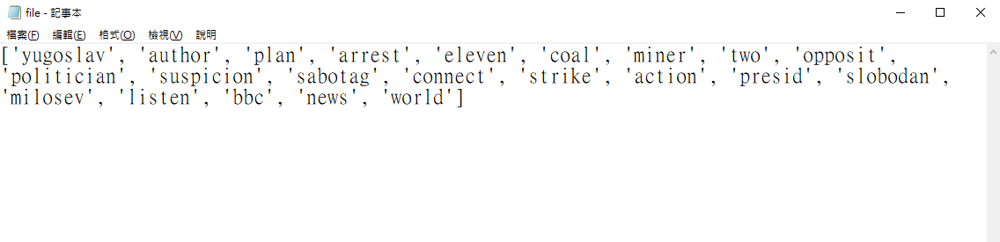 file - 記事本
檔案(F) 編輯(E) 格式(O) 檢視(V) 說明
['yugoslav', 'author', 'plan', 'arrest', 'eleven', 'coal', 'miner', 'two', 'opposit',
'politician', 'suspicion', 'sabotag', 'connect', 'strike', 'action', 'presid', 'slobodan',
'milosev', 'listen', 'bbc', 'news', 'world']